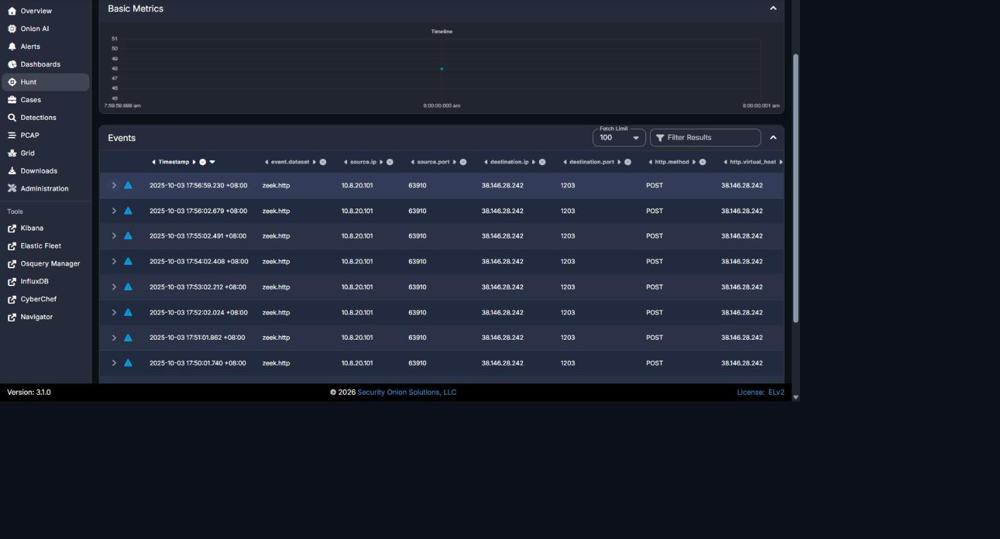 Overview
Onion AI
Alerts
Dashboards
Hunt
Cases
Detections
PCAP
Grid
Downloads
Administration
Tools
Kibana
Elastic Fleet
Osquery Manager
InfluxDB
CyberChef
Navigator
Basic Metrics
Timeline
51
50
49
48
47
46
45
7:59:59.999 am 8:00:00.000 am 8:00:00.001 am
Events
Fetch Limit
100
Filter Results
Timestamp event.dataset source.ip source.port destination.ip destination.port http.method http.virtual_host
2025-10-03 17:56:59.230 +08:00 zeek.http 10.8.20.101 63910 38.146.28.242 1203 POST 38.146.28.242
2025-10-03 17:56:02.679 +08:00 zeek.http 10.8.20.101 63910 38.146.28.242 1203 POST 38.146.28.242
2025-10-03 17:55:02.491 +08:00 zeek.http 10.8.20.101 63910 38.146.28.242 1203 POST 38.146.28.242
2025-10-03 17:54:02.408 +08:00 zeek.http 10.8.20.101 63910 38.146.28.242 1203 POST 38.146.28.242
2025-10-03 17:53:02.212 +08:00 zeek.http 10.8.20.101 63910 38.146.28.242 1203 POST 38.146.28.242
2025-10-03 17:52:02.024 +08:00 zeek.http 10.8.20.101 63910 38.146.28.242 1203 POST 38.146.28.242
2025-10-03 17:51:01.862 +08:00 zeek.http 10.8.20.101 63910 38.146.28.242 1203 POST 38.146.28.242
2025-10-03 17:50:01.740 +08:00 zeek.http 10.8.20.101 63910 38.146.28.242 1203 POST 38.146.28.242
Version: 3.1.0 © 2026 Security Onion Solutions, LLC License: ELv2